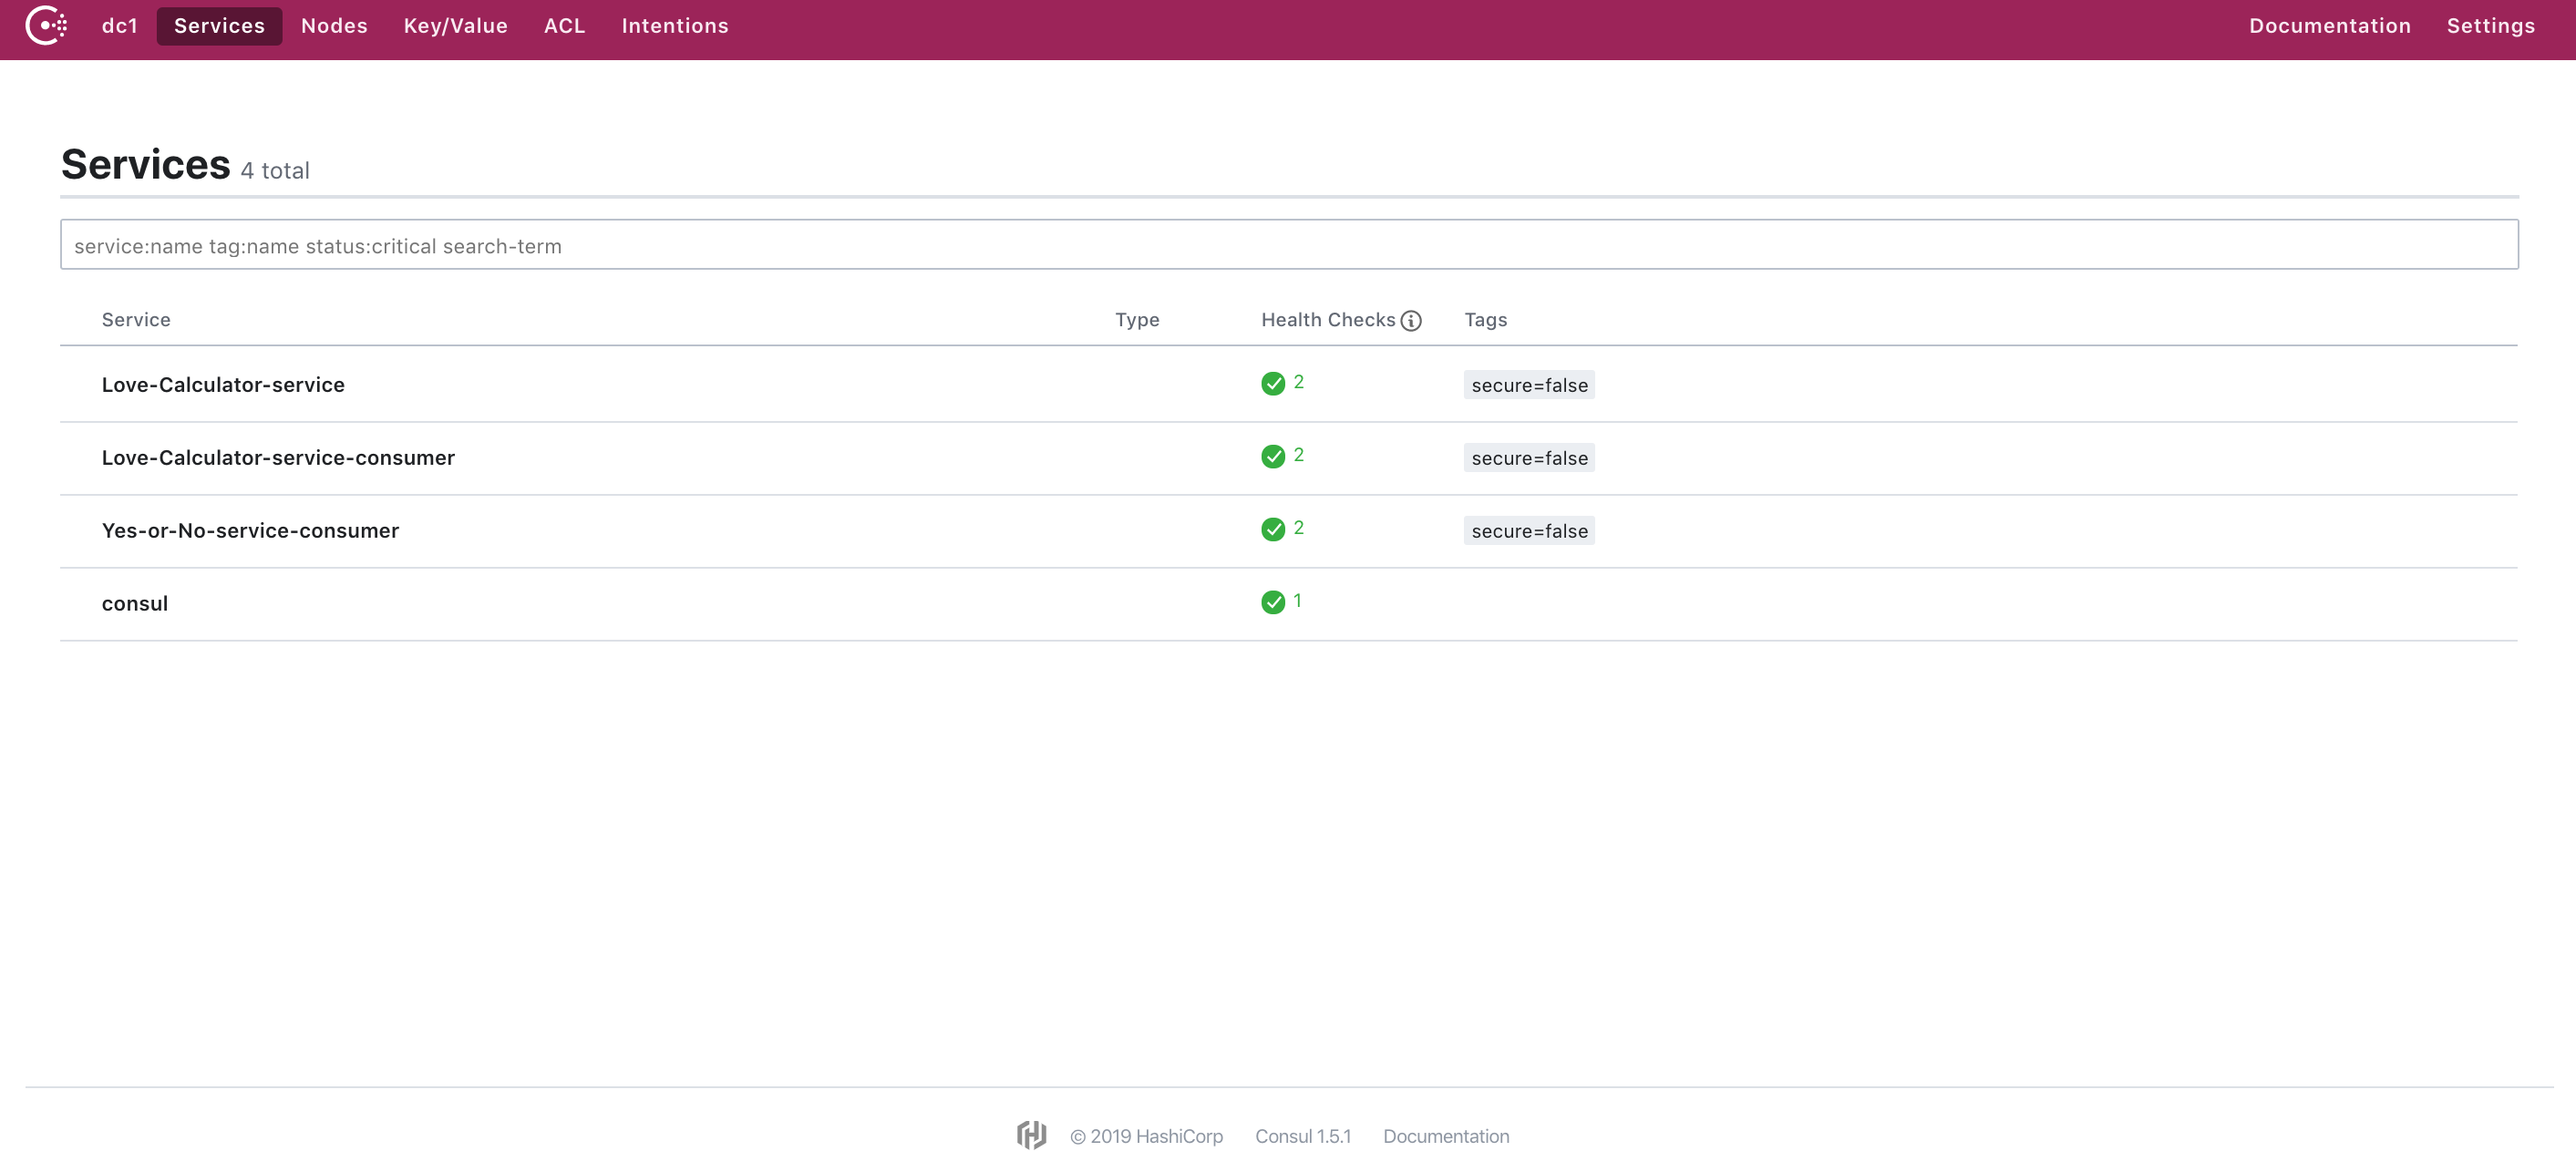 dc1 Services Nodes Key/Value ACL Intentions Documentation Settings
Services 4 total
service:name tag:name status:critical search-term
Service Type Health Checks Tags
Love-Calculator-service 2 secure=false
Love-Calculator-service-consumer 2 secure=false
Yes-or-No-service-consumer 2 secure=false
consul 1
© 2019 HashiCorp Consul 1.5.1 Documentation